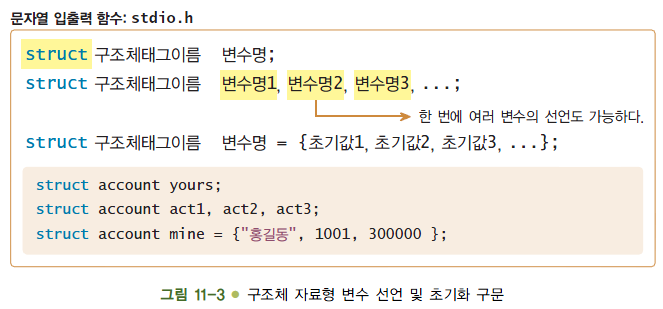 문자열 입출력 함수: stdio.h
struct 구조체태그이름 변수명;
struct 구조체태그이름 변수명1, 변수명2, 변수명3, ...;
한 번에 여러 변수의 선언도 가능하다.
struct 구조체태그이름 변수명 = {초기값1, 초기값2, 초기값3, ...};
struct account yours;
struct account act1, act2, act3;
struct account mine = {"홍길동", 1001, 300000 };
그림 11-3 ● 구조체 자료형 변수 선언 및 초기화 구문